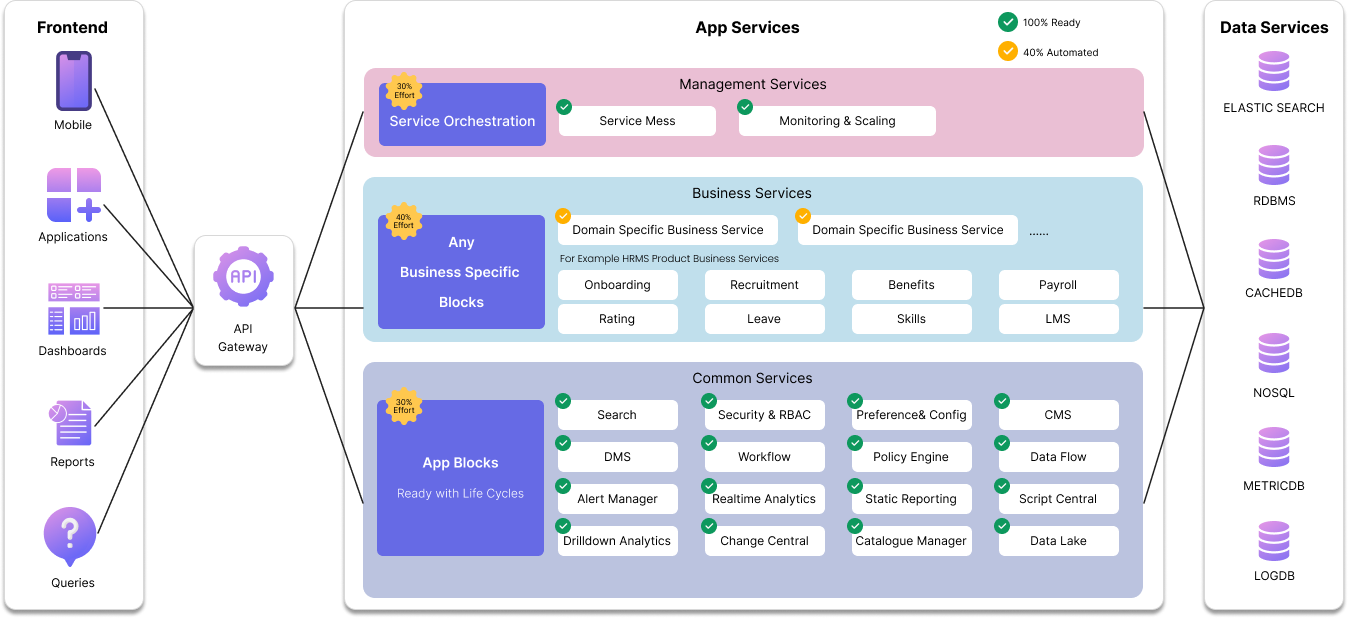 Frontend
Mobile
Applications
Dashboards
Reports
Queries
API
API
Gateway
App Services
100% Ready
40% Automated
Management Services
30%
Effort
Service Orchestration
Service Mess
Monitoring & Scaling
Business Services
40%
Effort
Any
Business Specific
Blocks
Domain Specific Business Service
Domain Specific Business Service
......
For Example HRMS Product Business Services
Onboarding
Recruitment
Benefits
Payroll
Rating
Leave
Skills
LMS
Common Services
30%
Effort
App Blocks
Ready with Life Cycles
Search
Security & RBAC
Preference& Config
CMS
DMS
Workflow
Policy Engine
Data Flow
Alert Manager
Realtime Analytics
Static Reporting
Script Central
Drilldown Analytics
Change Central
Catalogue Manager
Data Lake
Data Services
ELASTIC SEARCH
RDBMS
CACHEDB
NOSQL
METRICDB
LOGDB